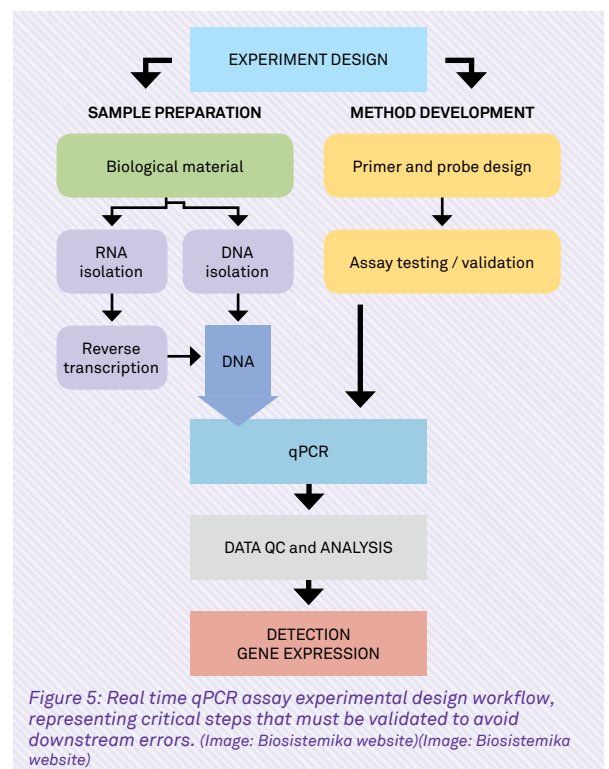 EXPERIMENT DESIGN
SAMPLE PREPARATION
METHOD DEVELOPMENT
Biological material
Primer and probe design
RNA
isolation
DNA
isolation
Assay testing / validation
Reverse
transcription
DNA
qPCR
DATA QC and ANALYSIS
DETECTION
GENE EXPRESSION
Figure 5: Real time qPCR assay experimental design workflow,
representing critical steps that must be validated to avoid
downstream errors. (Image: Biosistemika website)(Image: Biosistemika
website)